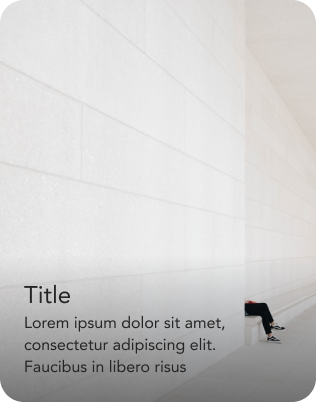 Title
Lorem ipsum dolor sit amet,
consectetur adipiscing elit.
Faucibus in libero risus